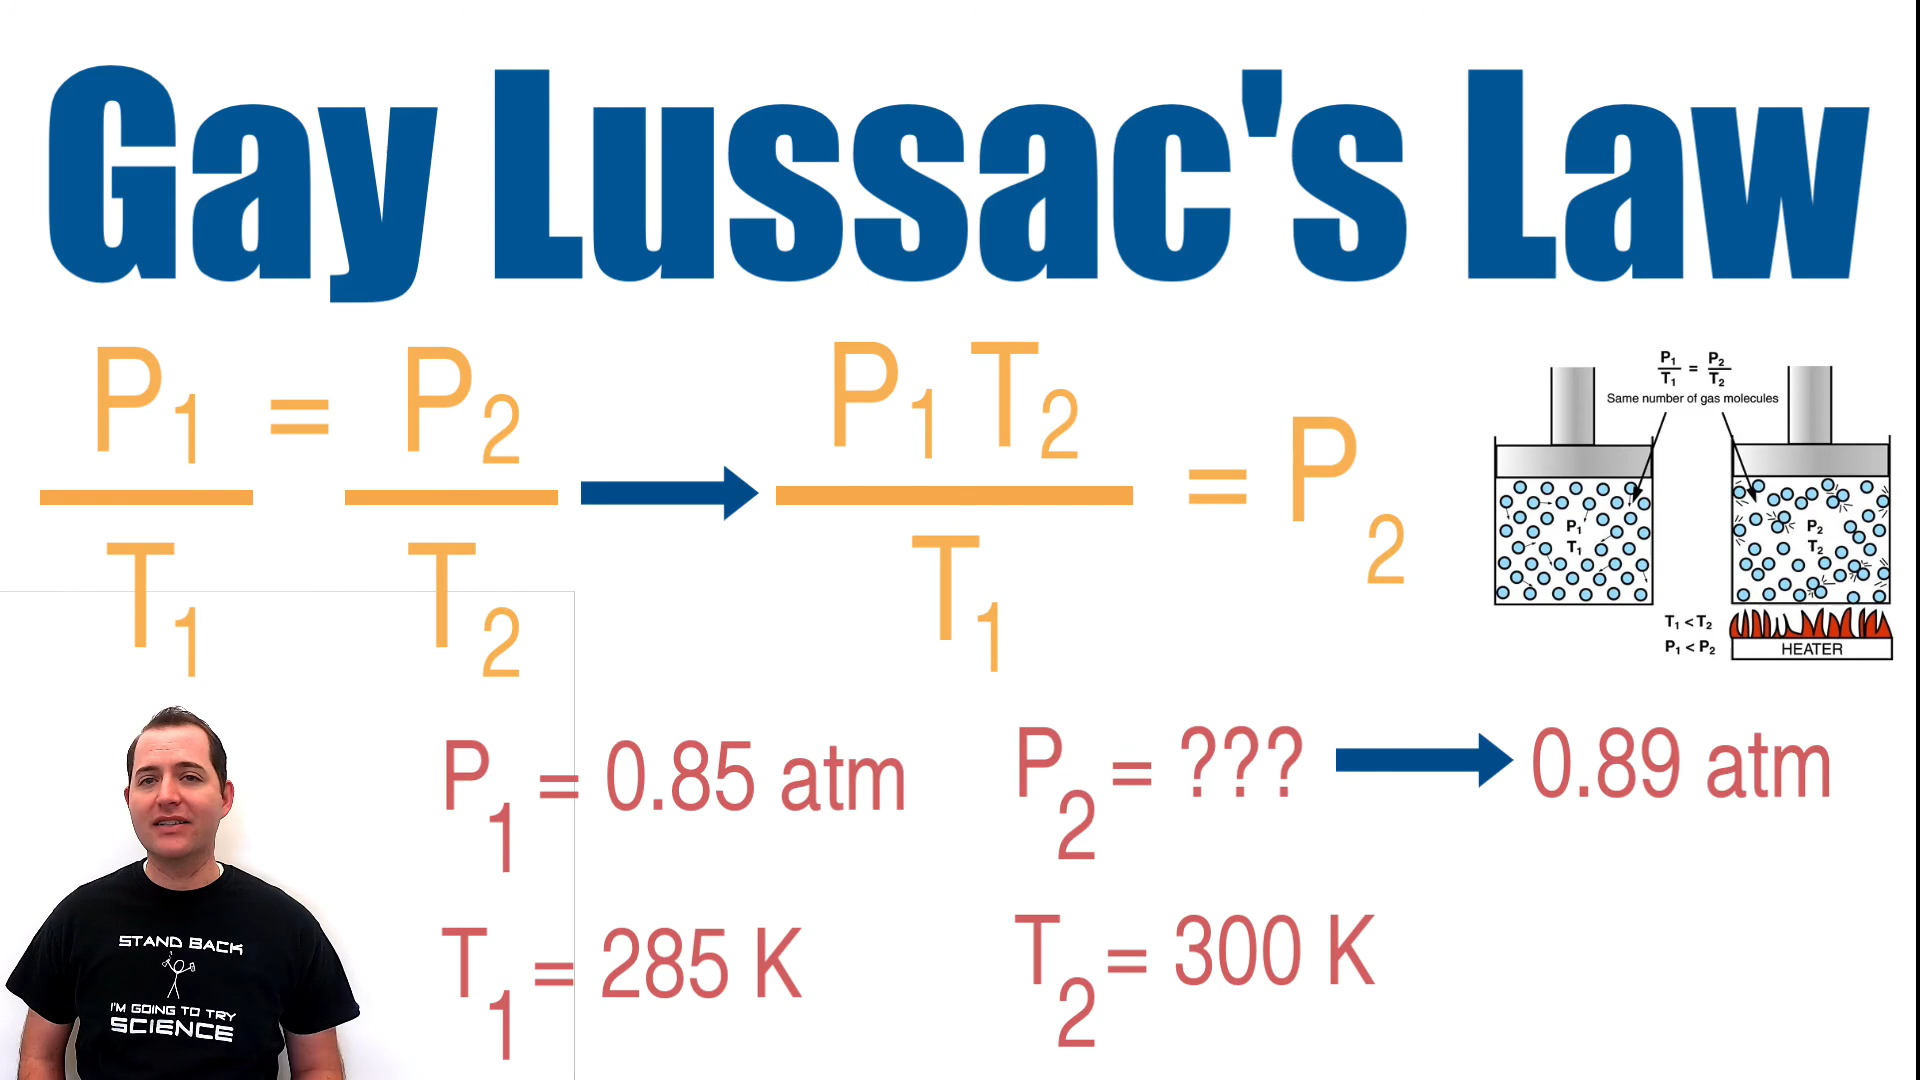 Gay Lussac's Law
P1 = P2
T1 T2
P1 T2 = P2
T1
P1 = P2
T1 T2
Same number of gas molecules
P1
T1
P2
T2
T1 < T2
P1 < P2
HEATER
P1 = 0.85 atm
P2 = ??? 0.89 atm
T1 = 285 K
T2 = 300 K
STAND BACK
I'M GOING TO TRY
SCIENCE